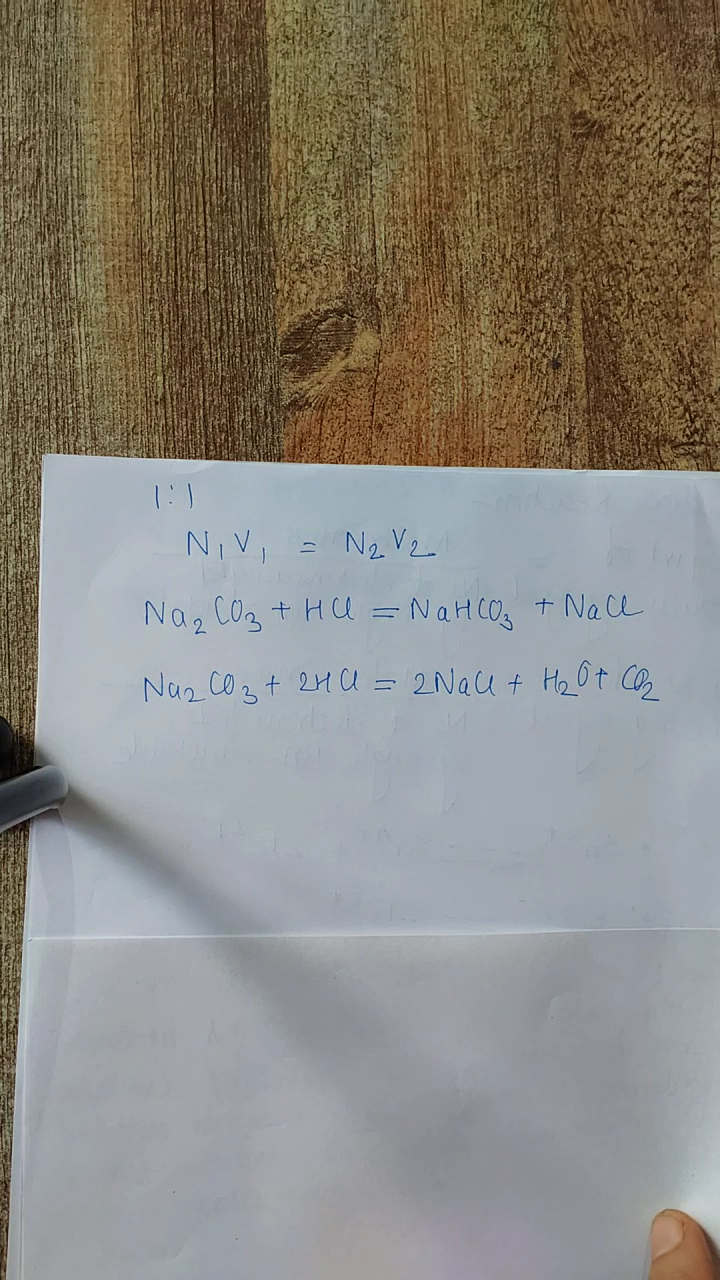 1:1
N₁V₁ = N₂V₂
Na₂CO₃ + HCl = NaHCO₃ + NaCl
Na₂CO₃ + 2HCl = 2NaCl + H₂O + CO₂